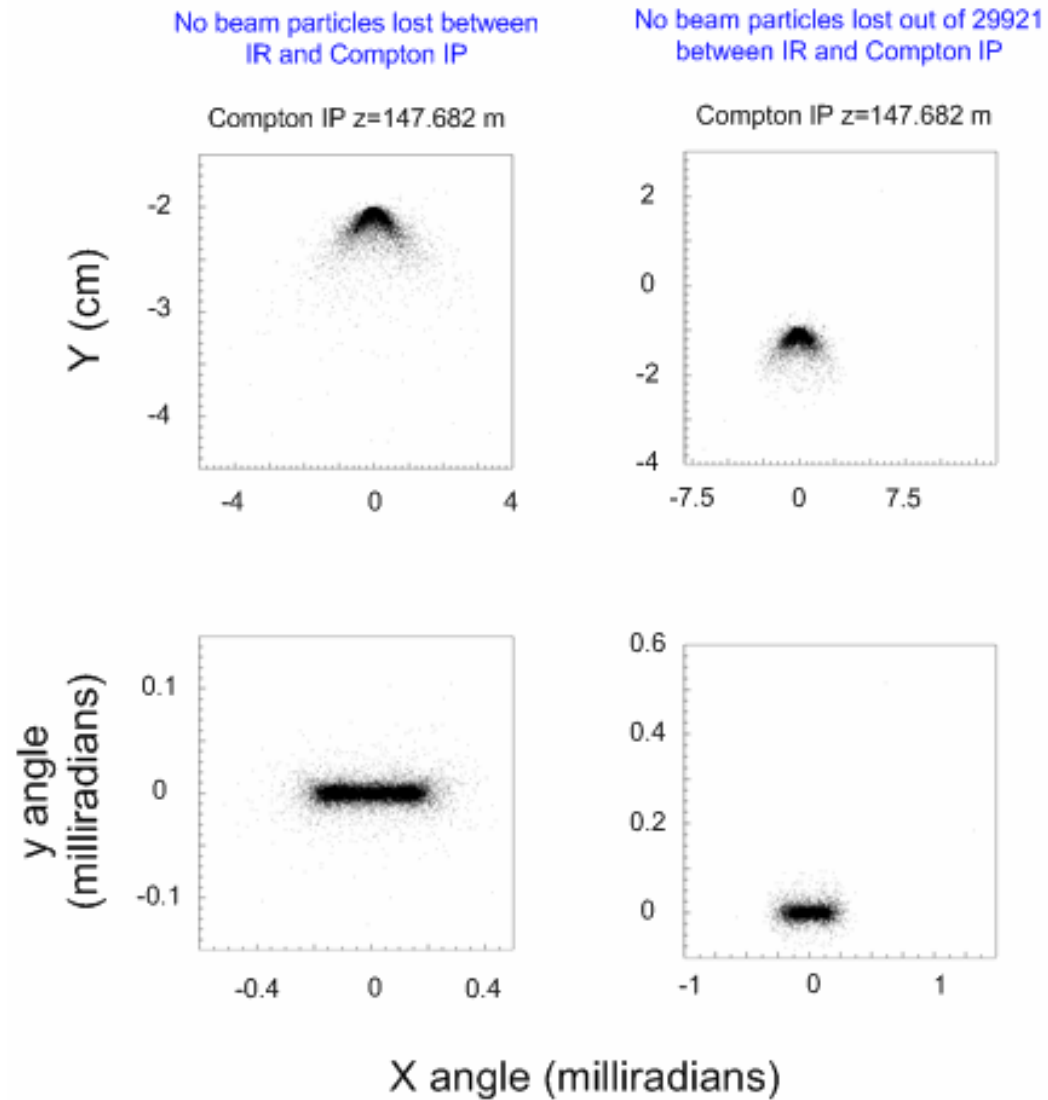 No beam particles lost between
IR and Compton IP
No beam particles lost out of 29921
between IR and Compton IP
Compton IP z=147.682 m
Compton IP z=147.682 m
Y (cm)
-2
-3
-4
-4 0 4
2
0
-2
-4
-7.5 0 7.5
y angle
(milliradians)
0.1
0
-0.1
-0.4 0 0.4
0.6
0.4
0.2
0
-1 0 1
X angle (milliradians)